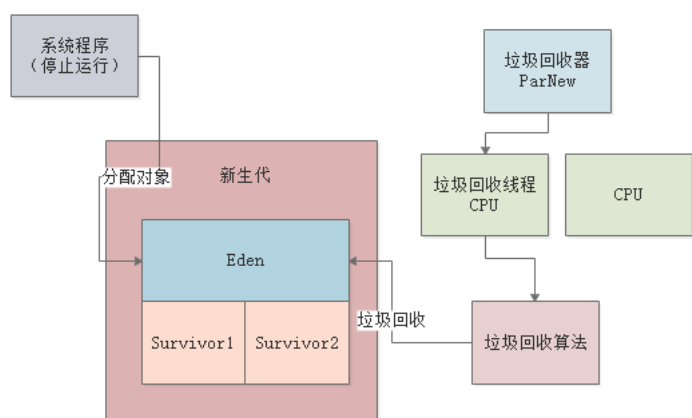 系统程序
（停止运行）
垃圾回收器
ParNew
分配对象
新生代
垃圾回收线程
CPU
CPU
Eden
垃圾回收
Survivor1
Survivor2
垃圾回收算法